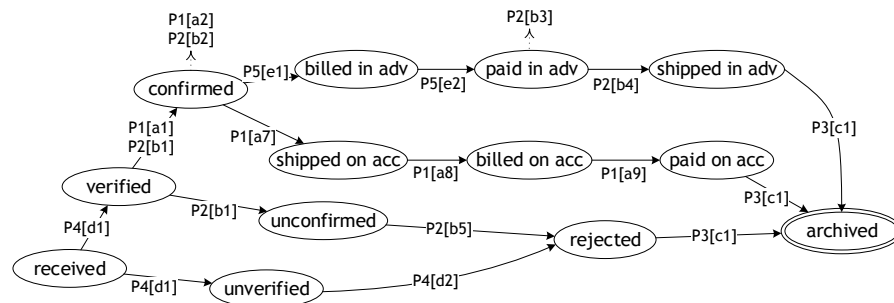 P1[a2]
P2[b2]
P2[b3]
confirmed
P5[e1]
billed in adv
P5[e2]
paid in adv
P2[b4]
shipped in adv
P1[a1]
P2[b1]
P1[a7]
P3[c1]
shipped on acc
P1[a8]
billed on acc
P1[a9]
paid on acc
verified
P3[c1]
P2[b1]
P4[d1]
unconfirmed
P2[b5]
rejected
P3[c1]
archived
received
P4[d1]
unverified
P4[d2]